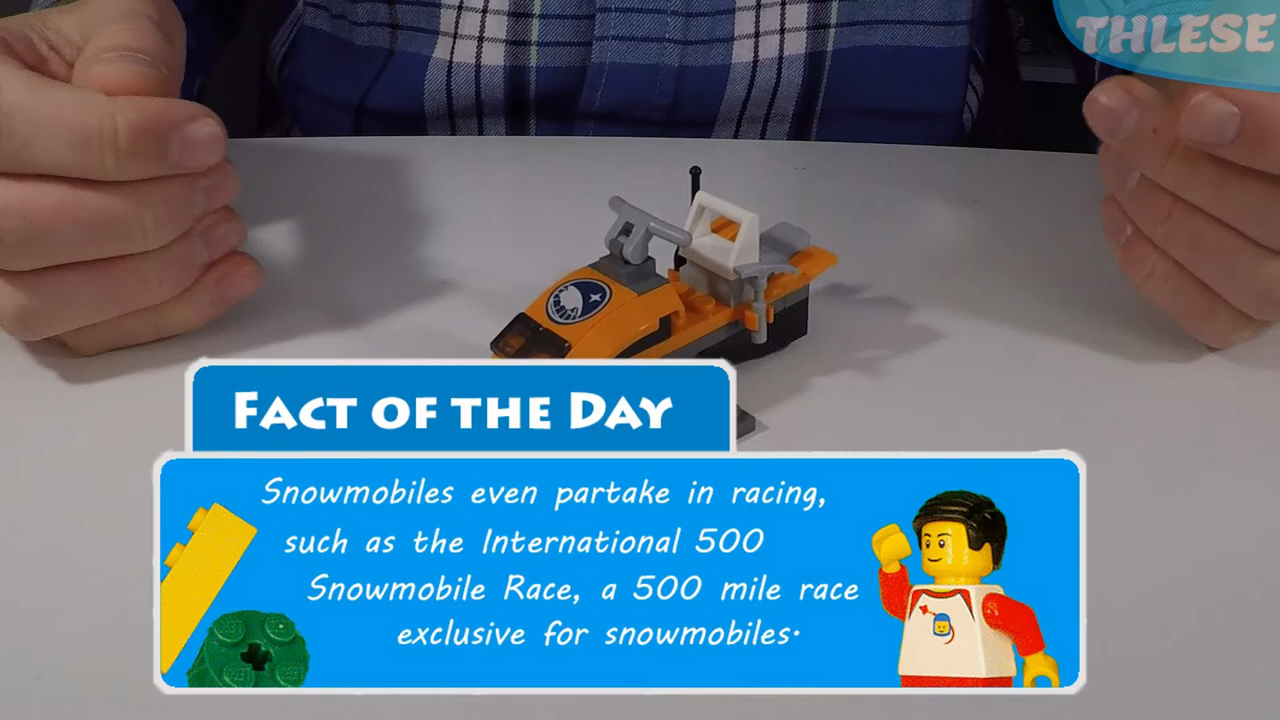 THLESE
Fact of the Day
Snowmobiles even partake in racing,
such as the International 500
Snowmobile Race, a 500 mile race
exclusive for snowmobiles.